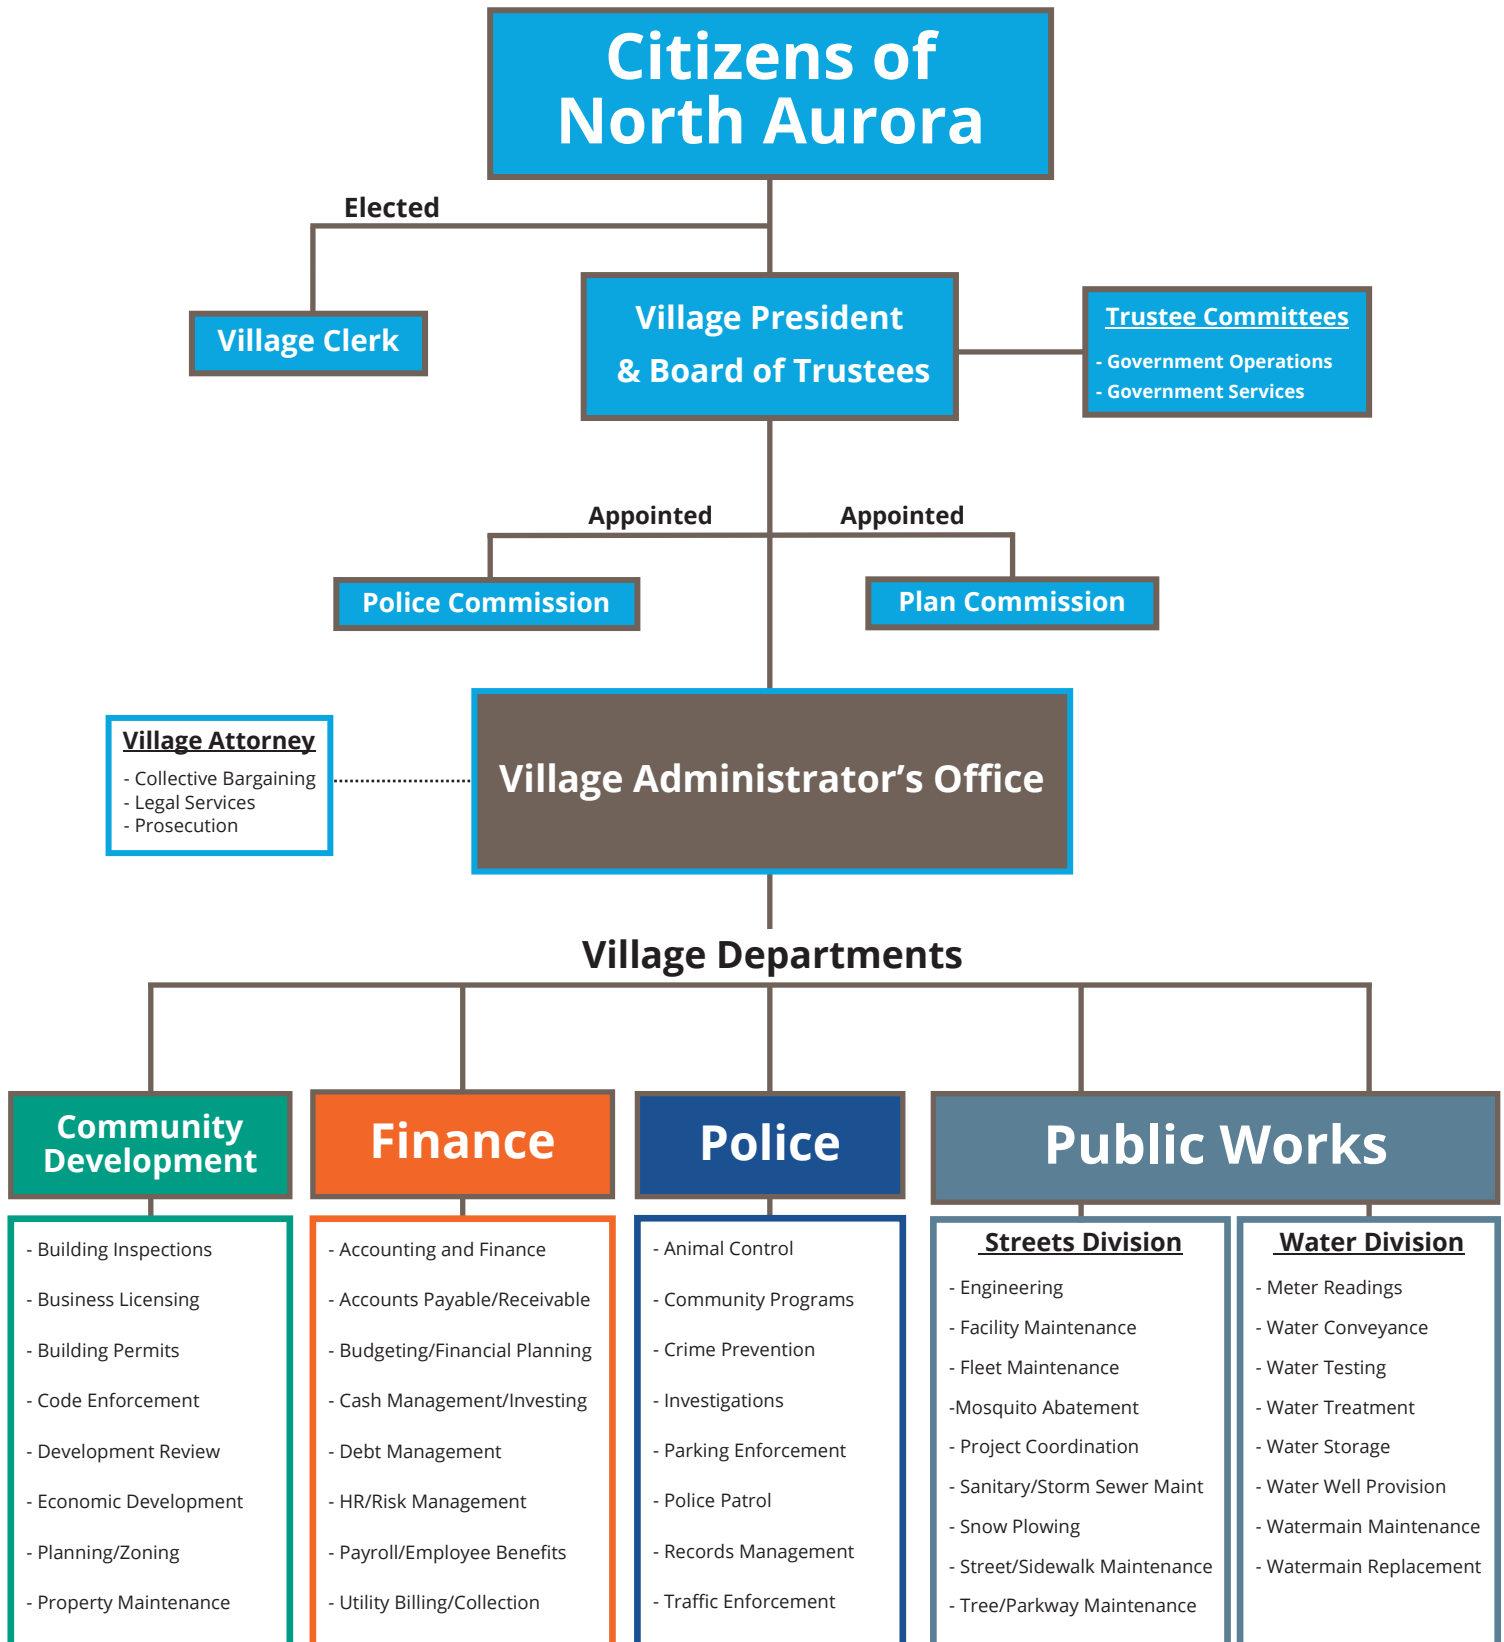 Citizens of
North Aurora
Elected
Village Clerk
Village President
& Board of Trustees
Trustee Committees
- Government Operations
- Government Services
Appointed
Appointed
Police Commission
Plan Commission
Village Attorney
- Collective Bargaining
- Legal Services
- Prosecution
Village Administrator’s Office
Village Departments
Community
Development
- Building Inspections
- Business Licensing
- Building Permits
- Code Enforcement
- Development Review
- Economic Development
- Planning/Zoning
- Property Maintenance
Finance
- Accounting and Finance
- Accounts Payable/Receivable
- Budgeting/Financial Planning
- Cash Management/Investing
- Debt Management
- HR/Risk Management
- Payroll/Employee Benefits
- Utility Billing/Collection
Police
- Animal Control
- Community Programs
- Crime Prevention
- Investigations
- Parking Enforcement
- Police Patrol
- Records Management
- Traffic Enforcement
Public Works
Streets Division
- Engineering
- Facility Maintenance
- Fleet Maintenance
-Mosquito Abatement
- Project Coordination
- Sanitary/Storm Sewer Maint
- Snow Plowing
- Street/Sidewalk Maintenance
- Tree/Parkway Maintenance
Water Division
- Meter Readings
- Water Conveyance
- Water Testing
- Water Treatment
- Water Storage
- Water Well Provision
- Watermain Maintenance
- Watermain Replacement